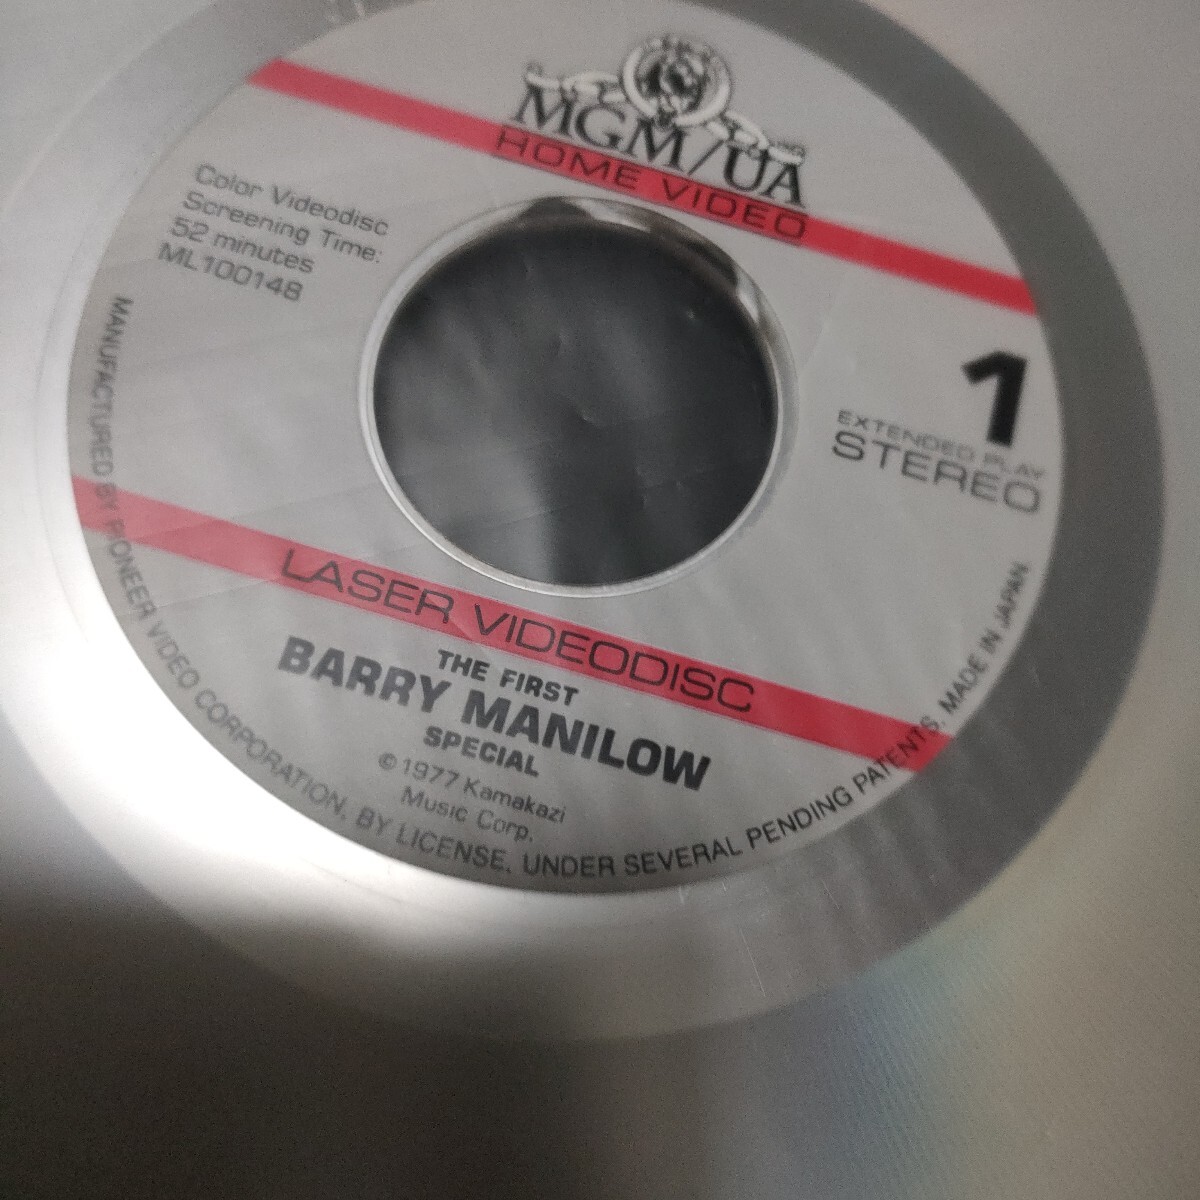 MGM/UA
HOME VIDEO
Color Videodisc
Screening Time:
52 minutes
ML100148
1
EXTENDED PLAY
STEREO
LASER VIDEODISC
THE FIRST
BARRY MANILOW
SPECIAL
©1977 Kamakazi
Music Corp.
MANUFACTURED BY PIONEER VIDEO CORPORATION, BY LICENSE, UNDER SEVERAL PENDING PATENTS. MADE IN JAPAN